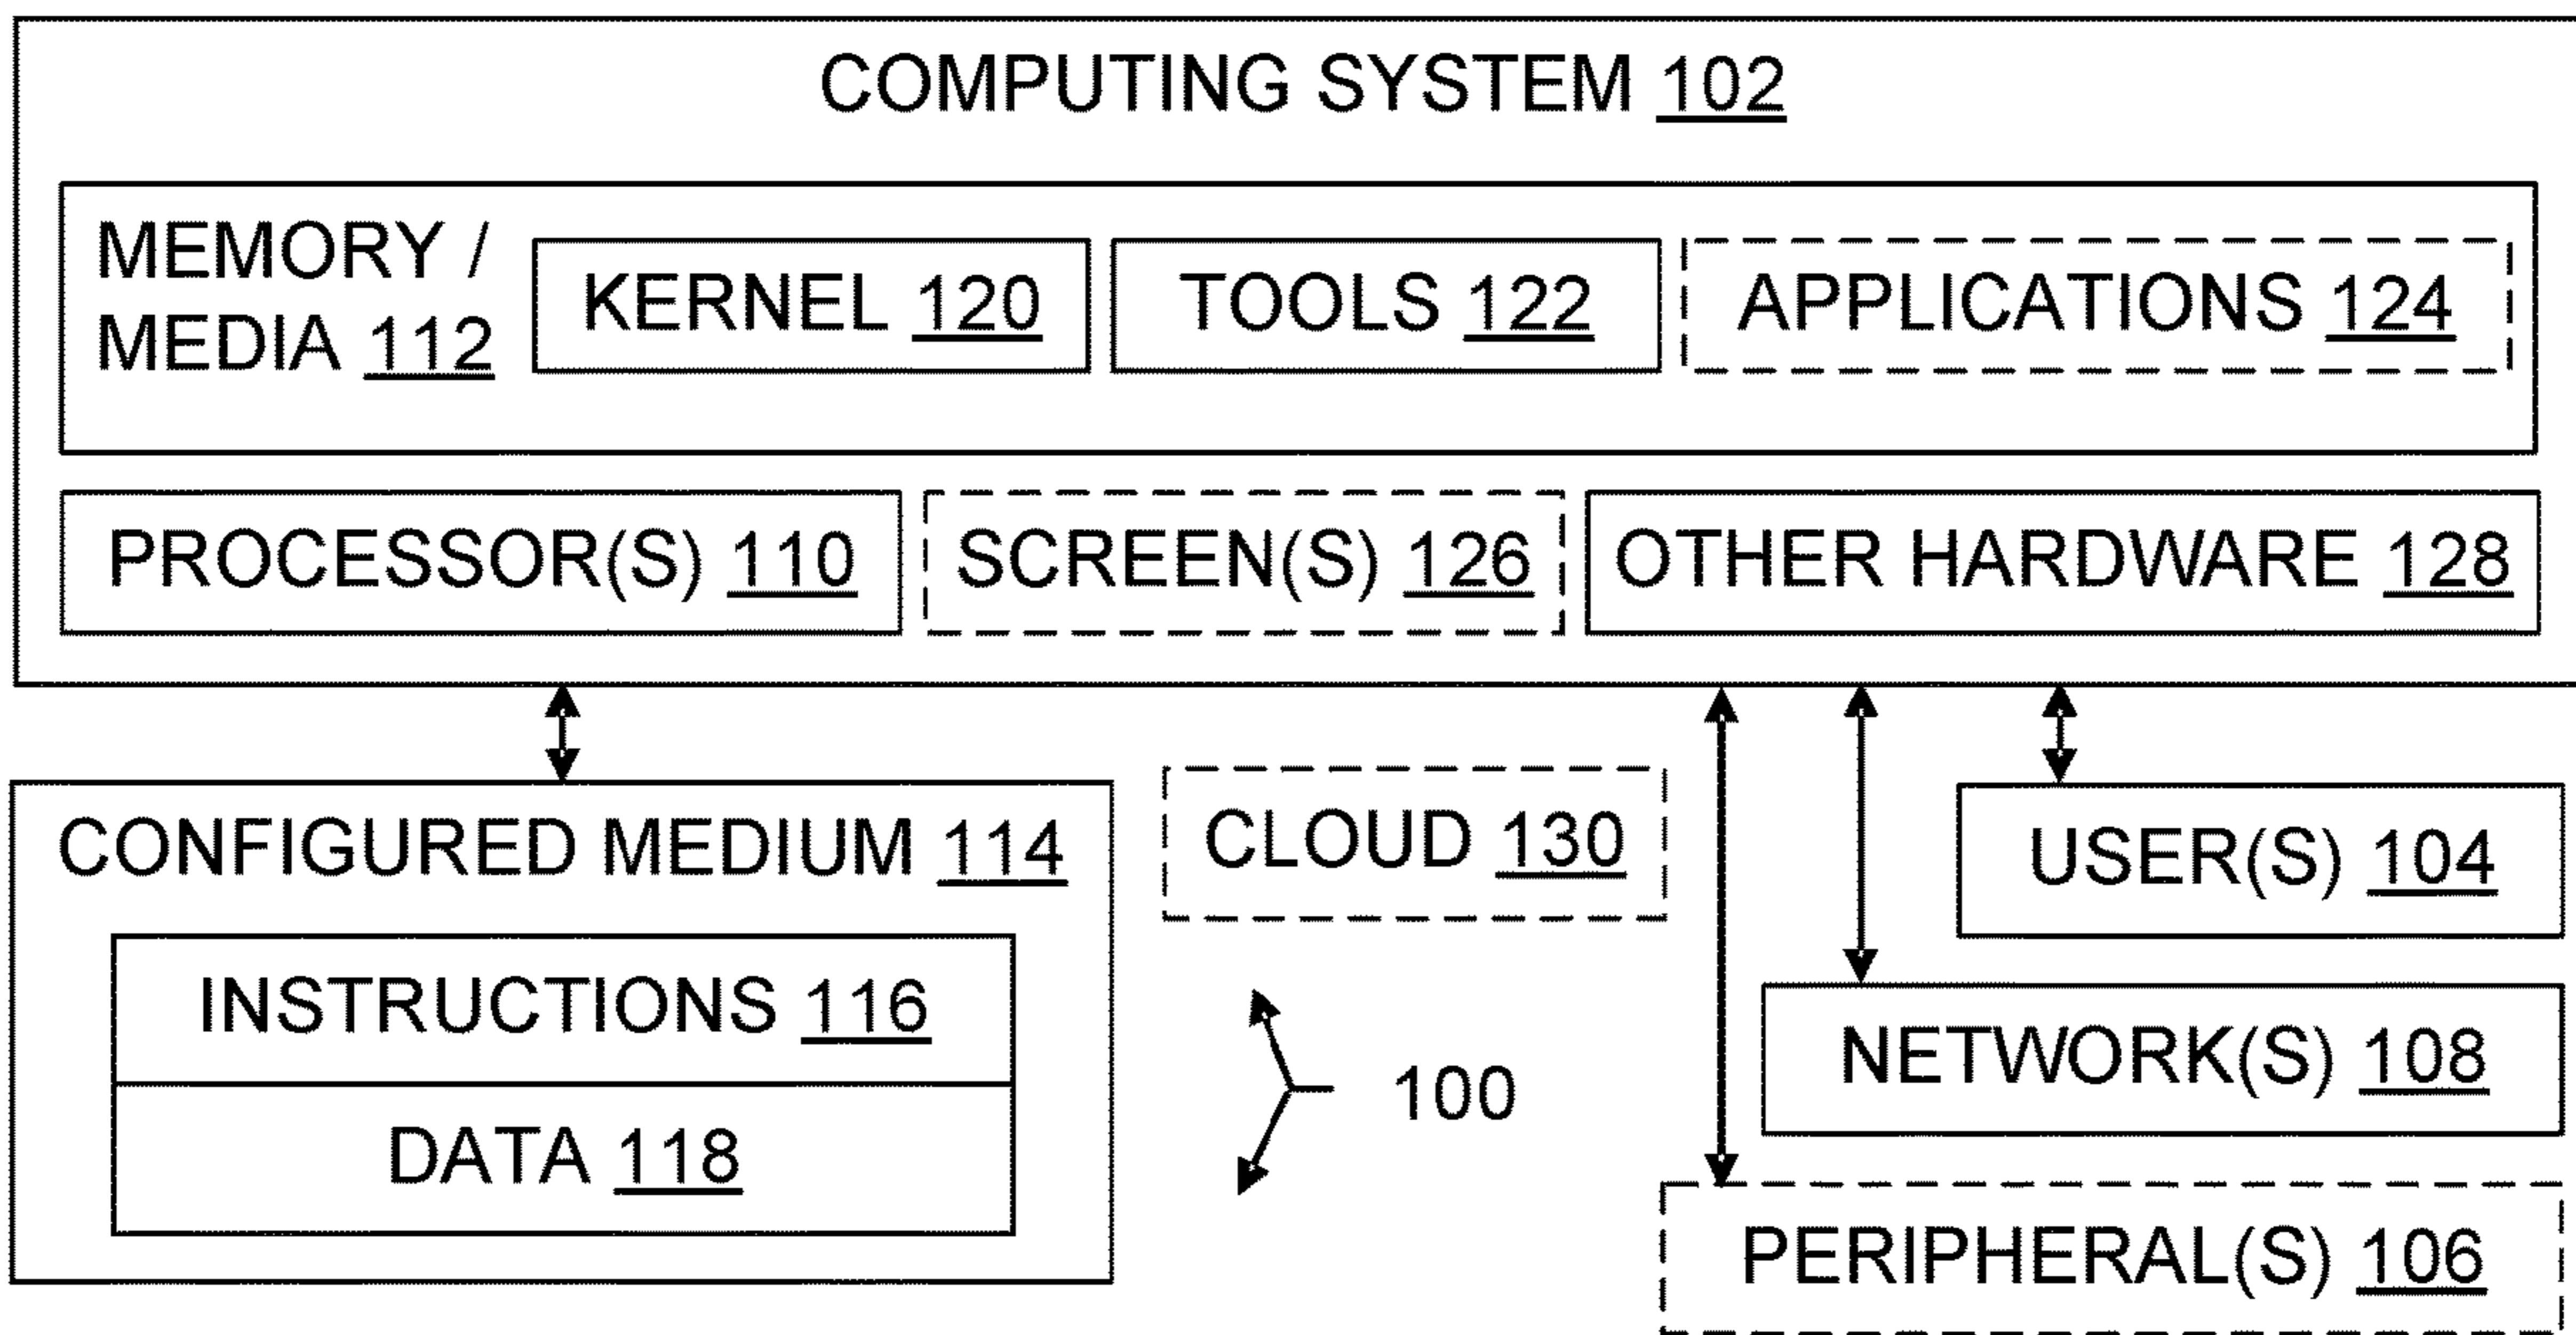 COMPUTING SYSTEM 102
MEMORY /
MEDIA 112
KERNEL 120
TOOLS 122
APPLICATIONS 124
PROCESSOR(S) 110
SCREEN(S) 126
OTHER HARDWARE 128
CONFIGURED MEDIUM 114
INSTRUCTIONS 116
DATA 118
CLOUD 130
100
USER(S) 104
NETWORK(S) 108
PERIPHERAL(S) 106